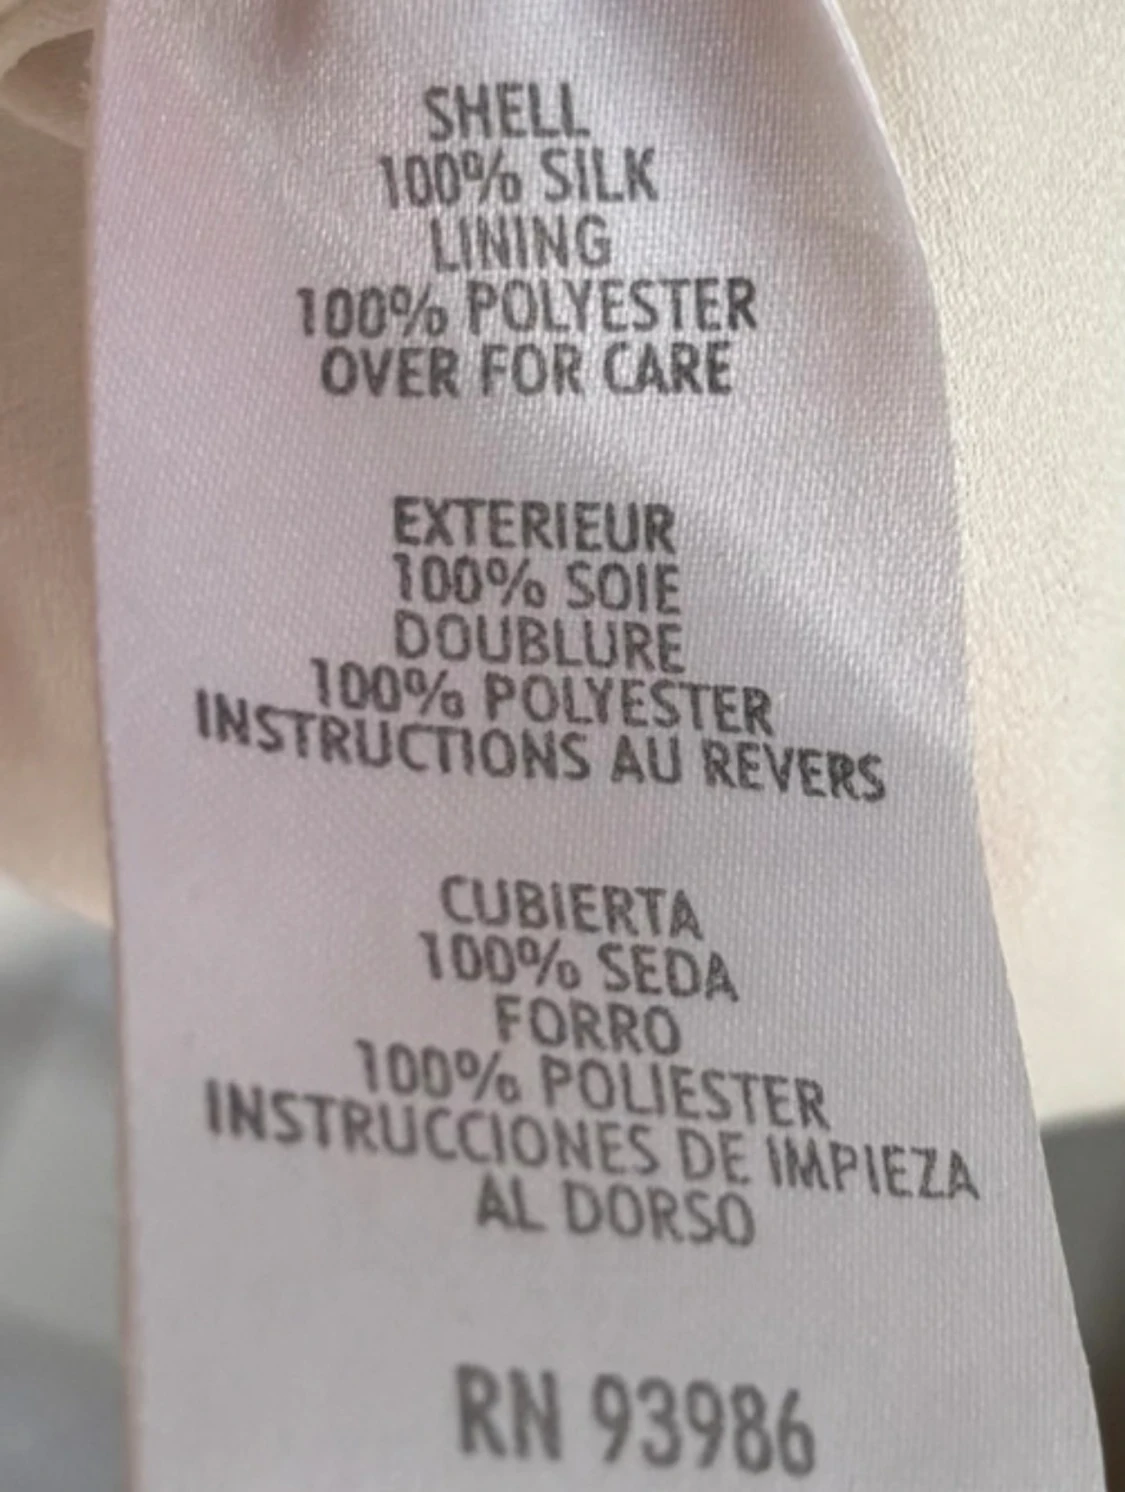 SHELL
100% SILK
LINING
100% POLYESTER
OVER FOR CARE
EXTERIEUR
100% SOIE
DOUBLURE
100% POLYESTER
INSTRUCTIONS AU REVERS
CUBIERTA
100% SEDA
FORRO
100% POLIESTER
INSTRUCCIONES DE IMPIEZA
AL DORSO
RN 93986